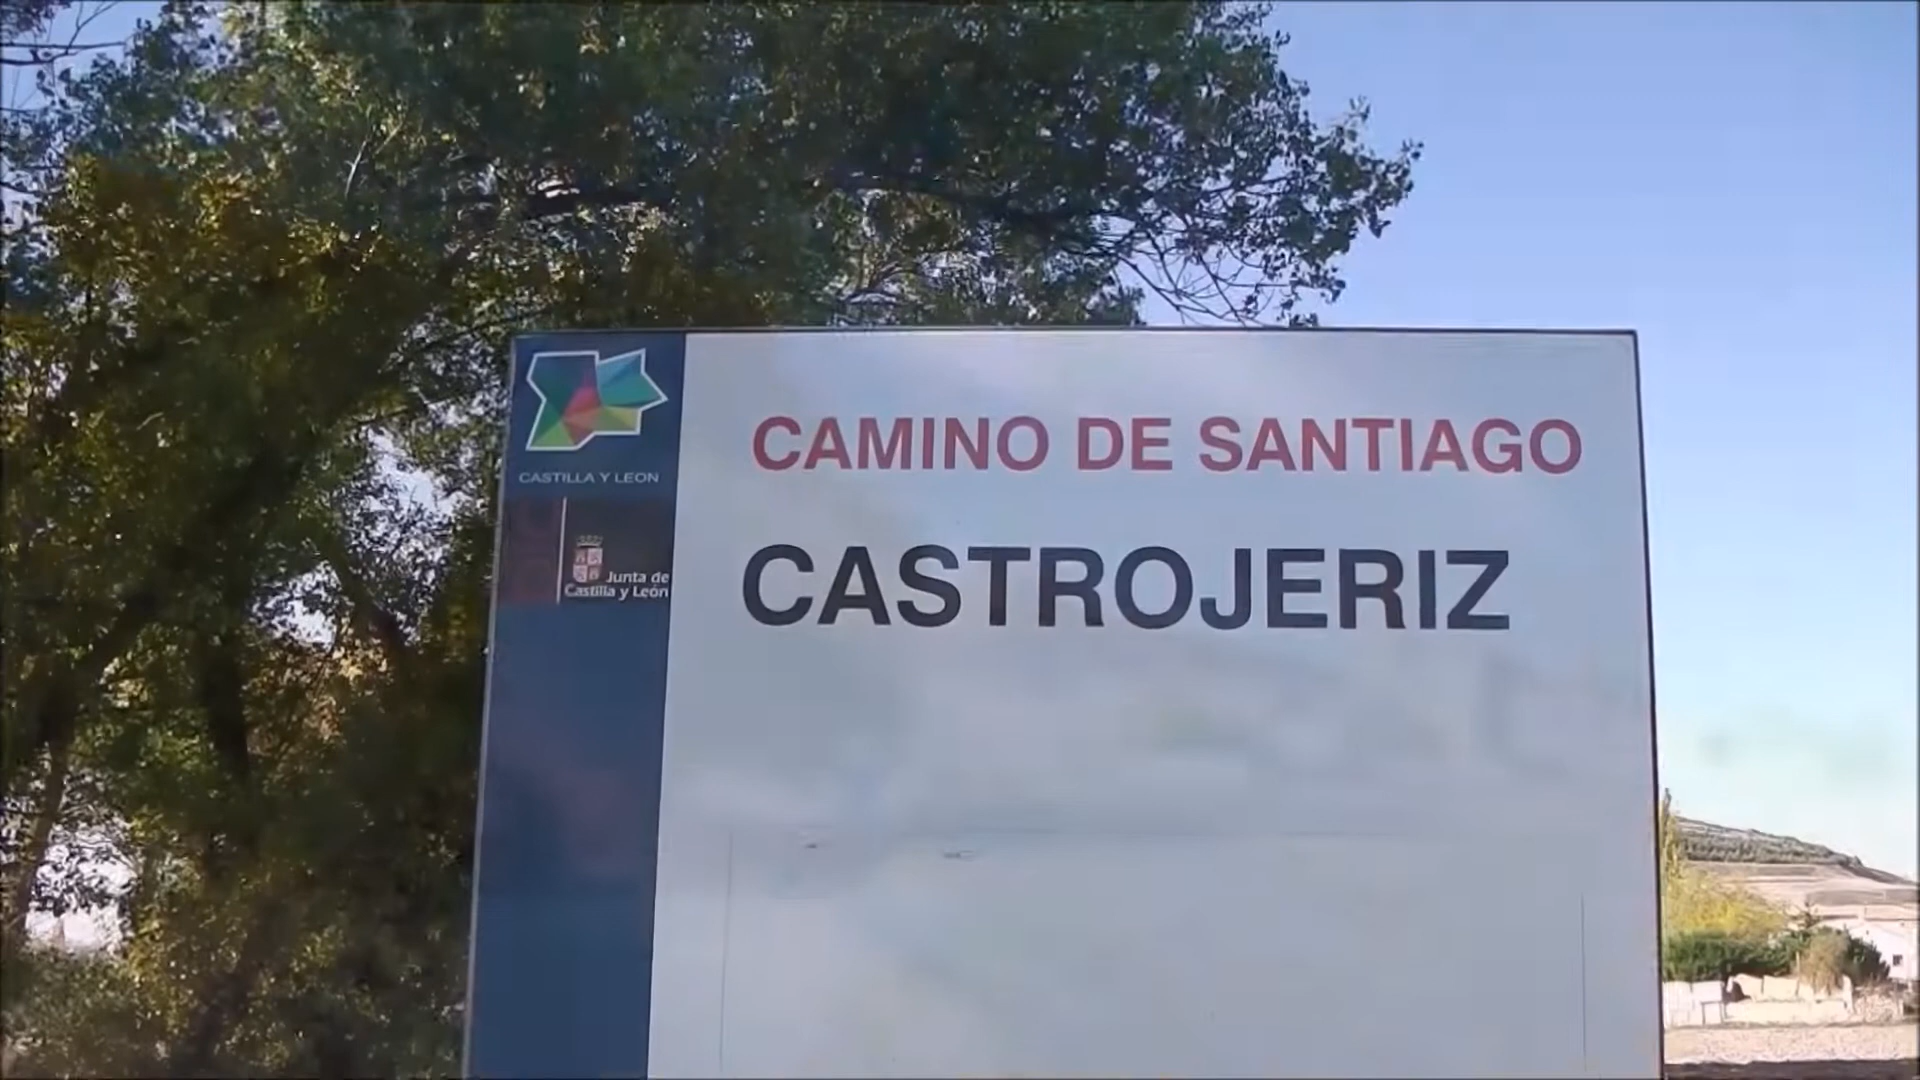 CASTILLA Y LEON
Junta de
Castilla y León
CAMINO DE SANTIAGO
CASTROJERIZ